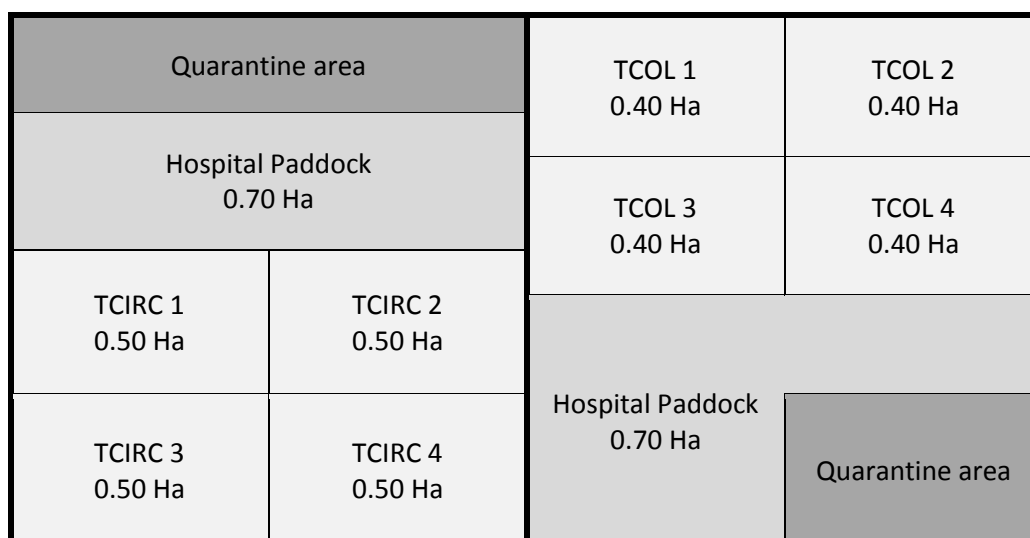 Quarantine area
Hospital Paddock
0.70 Ha
TCIRC 1
0.50 Ha
TCIRC 2
0.50 Ha
TCIRC 3
0.50 Ha
TCIRC 4
0.50 Ha
TCOL 1
0.40 Ha
TCOL 2
0.40 Ha
TCOL 3
0.40 Ha
TCOL 4
0.40 Ha
Hospital Paddock
0.70 Ha
Quarantine area